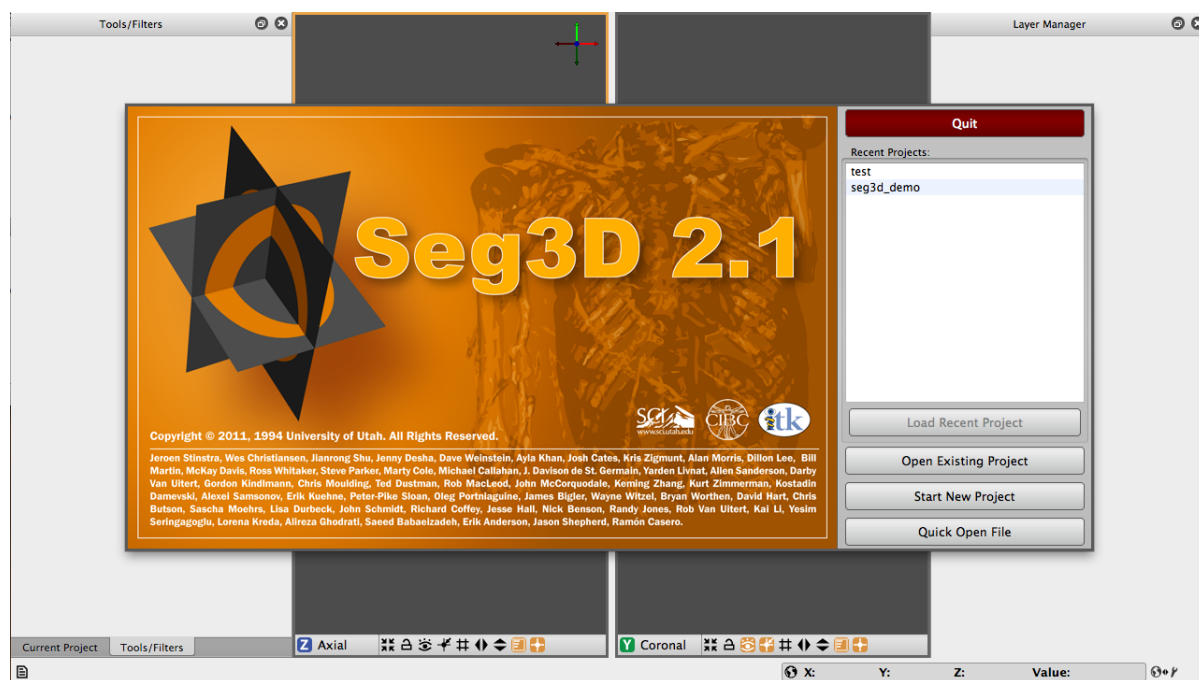 Tools/Filters
Layer Manager
Seg3D 2.1
SCI
www.sci.utah.edu
CIBC
itk
Copyright © 2011, 1994 University of Utah. All Rights Reserved.
Jeroen Stinstra, Wes Christiansen, Jianrong Shu, Jenny Desha, Dave Weinstein, Ayla Khan, Josh Cates, Kris Zigmunt, Alan Morris, Dillon Lee, Bill
Martin, McKay Davis, Ross Whitaker, Steve Parker, Marty Cole, Michael Callahan, J. Davison de St. Germain, Yarden Livnat, Allen Sanderson, Darby
Van Uitert, Gordon Kindlmann, Chris Moulding, Ted Dustman, Rob MacLeod, John McCorquodale, Keming Zhang, Kurt Zimmerman, Kostadin
Damevski, Alexei Samsonov, Erik Kuehne, Peter-Pike Sloan, Oleg Portniaguine, James Bigler, Wayne Witzel, Bryan Worthen, David Hart, Chris
Butson, Sascha Moehrs, Lisa Durbeck, John Schmidt, Richard Coffey, Jesse Hall, Nick Benson, Randy Jones, Rob Van Uitert, Kai Li, Yesim
Seringagoglu, Lorena Kreda, Alireza Ghodrati, Saeed Babaeizadeh, Erik Anderson, Jason Shepherd, Ramón Casero.
Quit
Recent Projects:
test
seg3d_demo
Load Recent Project
Open Existing Project
Start New Project
Quick Open File
Current Project
Tools/Filters
Z Axial
Y Coronal
X: Y: Z: Value: